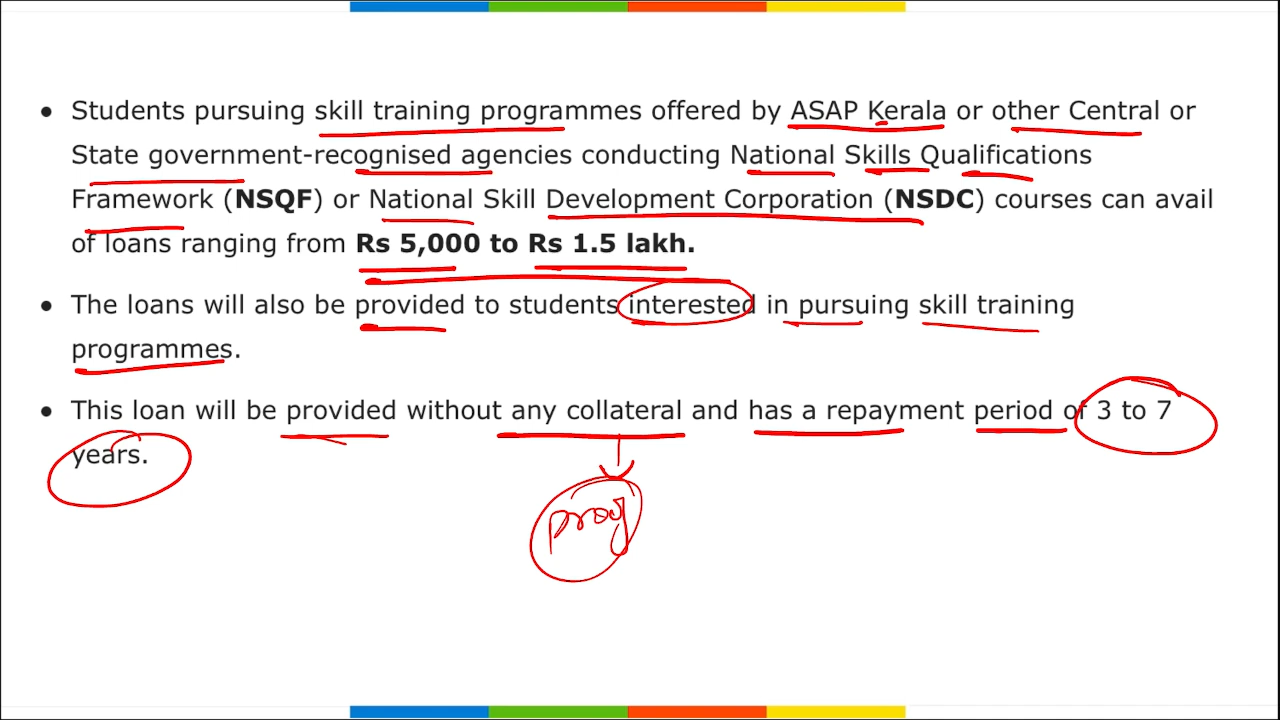 • Students pursuing skill training programmes offered by ASAP Kerala or other Central or
State government-recognised agencies conducting National Skills Qualifications
Framework (NSQF) or National Skill Development Corporation (NSDC) courses can avail
of loans ranging from Rs 5,000 to Rs 1.5 lakh.
• The loans will also be provided to students interested in pursuing skill training
programmes.
• This loan will be provided without any collateral and has a repayment period of 3 to 7
years.